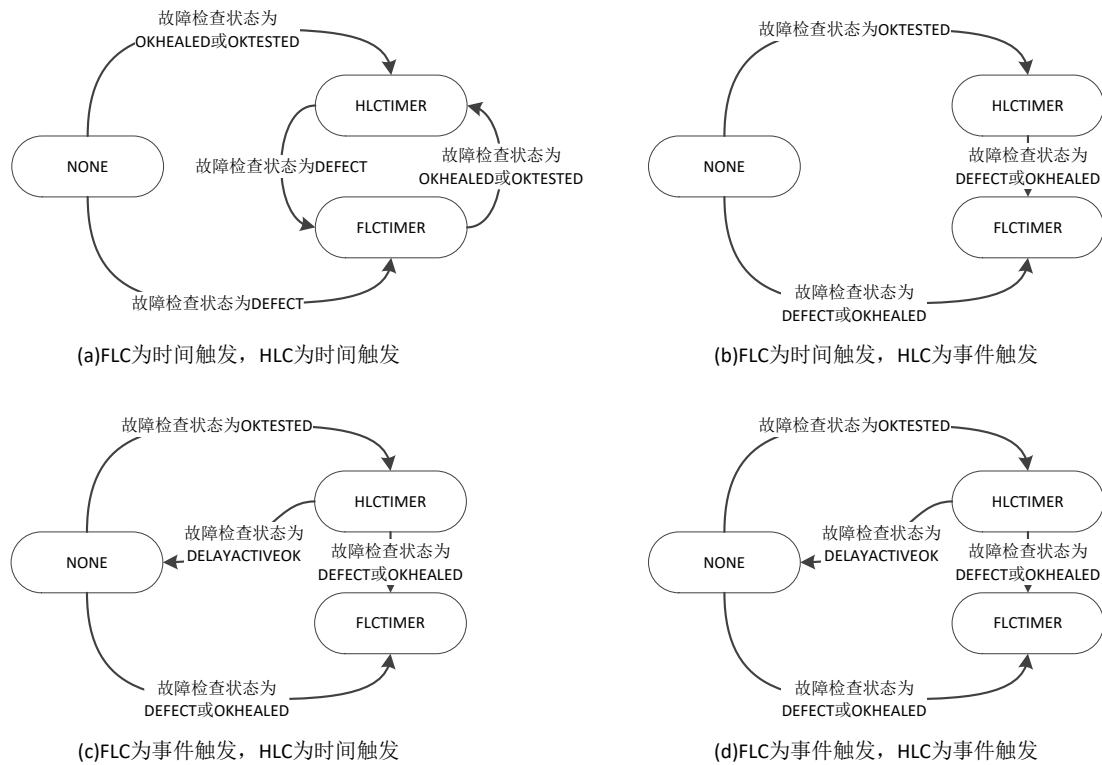 故障检查状态为
OKHEALED或OKTESTED
HLCTIMER
NONE
故障检查状态为DEFECT
故障检查状态为
OKHEALED或OKTESTED
FLCTIMER
故障检查状态为DEFECT
(a)FLC为时间触发，HLC为时间触发
故障检查状态为OKTESTED
HLCTIMER
NONE
故障检查状态为
DEFECT或OKHEALED
FLCTIMER
故障检查状态为
DEFECT或OKHEALED
(b)FLC为时间触发，HLC为事件触发
故障检查状态为OKTESTED
HLCTIMER
故障检查状态为
DELAYACTIVEOK
NONE
故障检查状态为
DEFECT或OKHEALED
FLCTIMER
故障检查状态为
DEFECT或OKHEALED
(c)FLC为事件触发，HLC为时间触发
故障检查状态为OKTESTED
HLCTIMER
故障检查状态为
DELAYACTIVEOK
NONE
故障检查状态为
DEFECT或OKHEALED
FLCTIMER
故障检查状态为
DEFECT或OKHEALED
(d)FLC为事件触发，HLC为事件触发